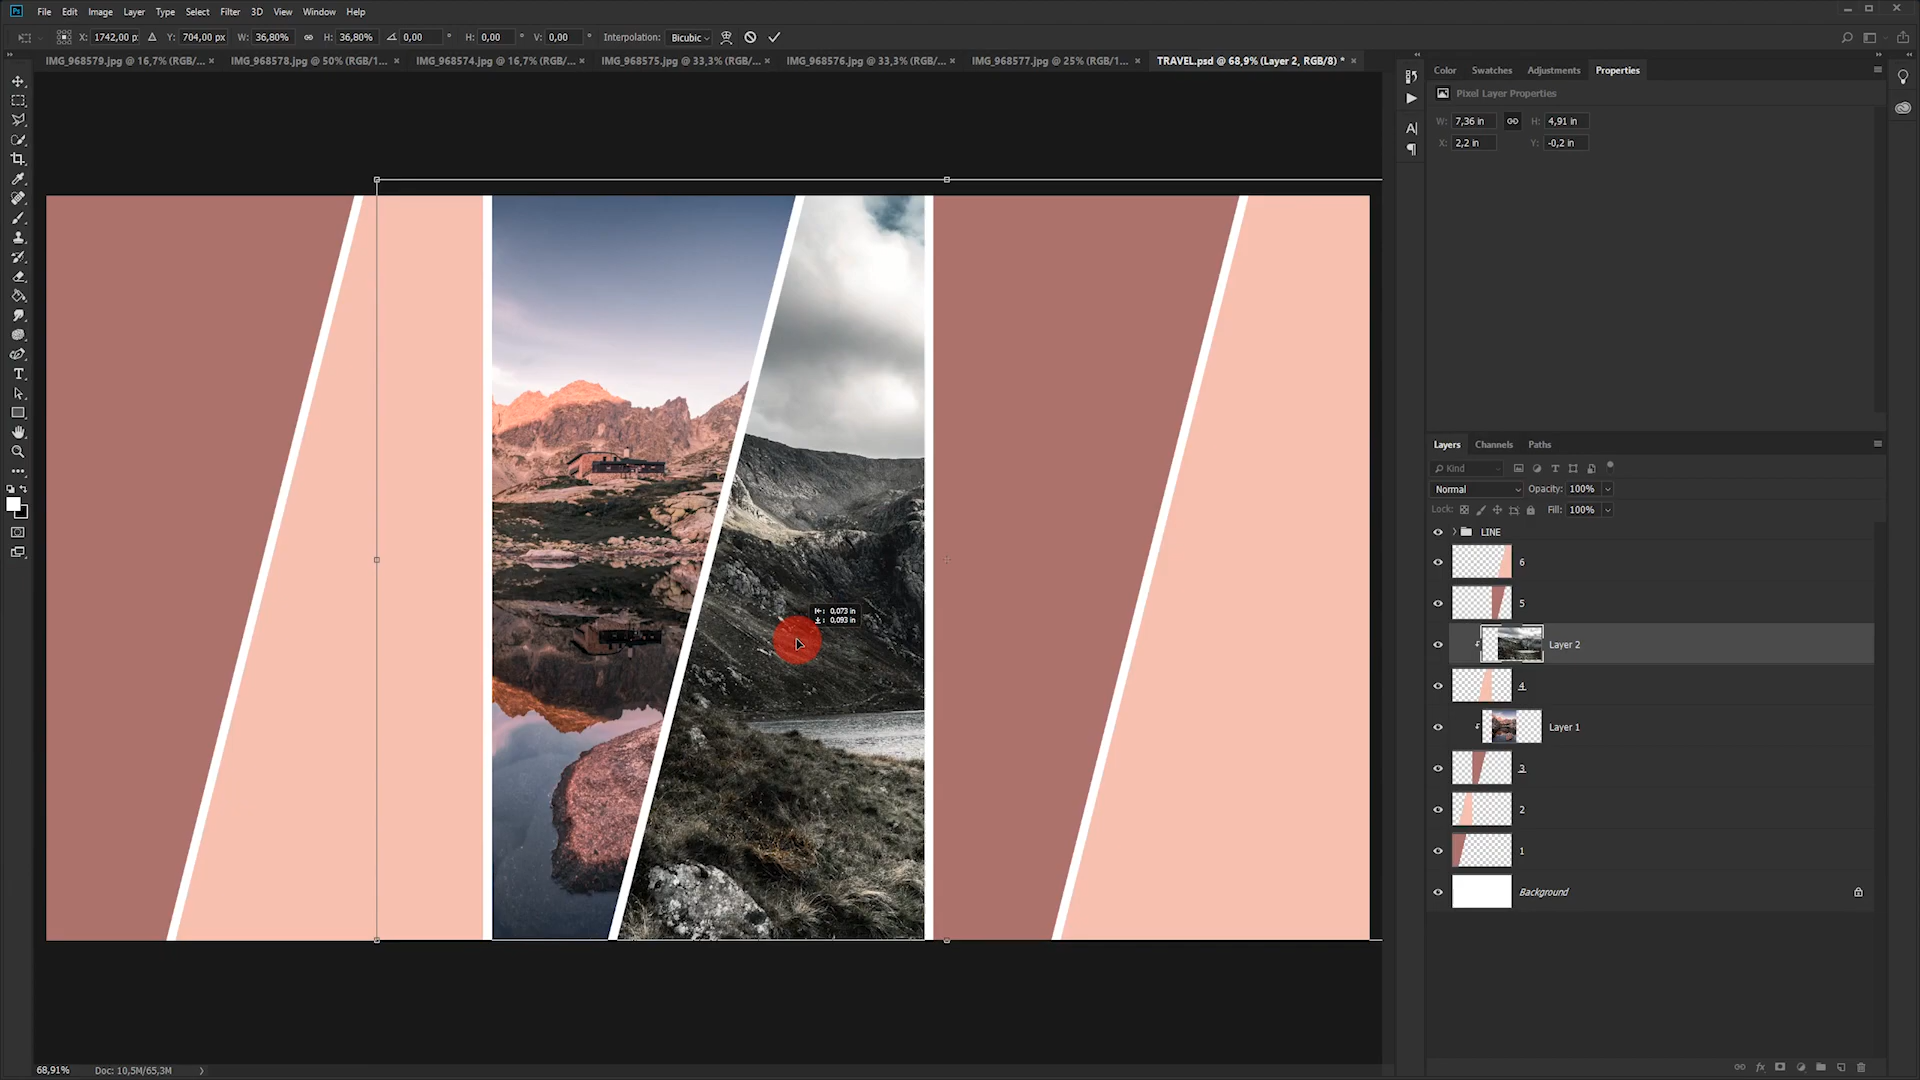 File Edit Image Layer Type Select Filter 3D View Window Help
X: 1742,00 px Y: 704,00 px W: 36,80% H: 36,80% 0,00 ° H: 0,00 ° V: 0,00 ° Interpolation: Bicubic
IMG_968579.jpg @ 16,7% (RGB/... × IMG_968578.jpg @ 50% (RGB/1... × IMG_968574.jpg @ 16,7% (RGB/... × IMG_968575.jpg @ 33,3% (RGB/... × IMG_968576.jpg @ 33,3% (RGB/... × IMG_968577.jpg @ 25% (RGB/1... × TRAVEL.psd @ 68,9% (Layer 2, RGB/8) * ×
Color Swatches Adjustments Properties
Pixel Layer Properties
W: 7,36 in H: 4,91 in
X: 2,2 in Y: -0,2 in
Layers Channels Paths
Kind
Normal Opacity: 100%
Lock: Fill: 100%
LINE
6
5
Layer 2
4
Layer 1
3
2
1
Background
0,073 in
0,093 in
68,91% Doc: 10,5M/65,3M